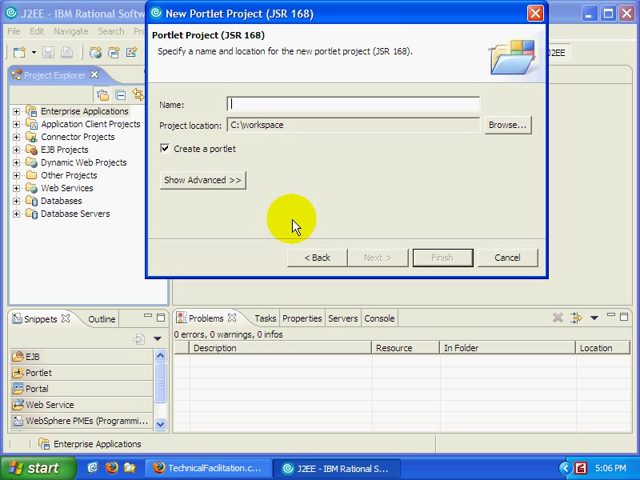 J2EE - IBM Rational Softw
New Portlet Project (JSR 168)
File Edit Navigate Search
Portlet Project (JSR 168)
Specify a name and location for the new portlet project (JSR 168).
J2EE
Project Explorer
Name:
Project location: C:\workspace Browse...
Create a portlet
Show Advanced >>
< Back Next > Finish Cancel
Enterprise Applications
Application Client Projects
Connector Projects
EJB Projects
Dynamic Web Projects
Other Projects
Web Services
Databases
Database Servers
Snippets Outline
EJB
Portlet
Portal
Web Service
WebSphere PMEs (Programmi...
Problems Tasks Properties Servers Console
0 errors, 0 warnings, 0 infos
Description Resource In Folder Location
Enterprise Applications
start TechnicalFacilitation.c... J2EE - IBM Rational S... 5:06 PM